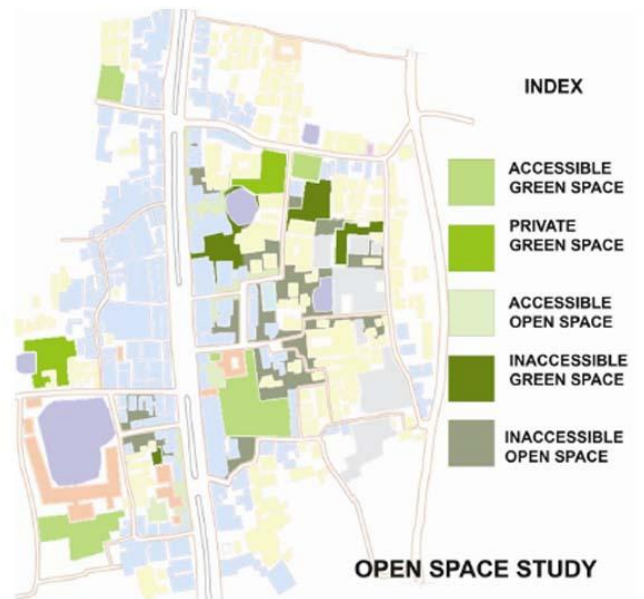 INDEX
ACCESSIBLE
GREEN SPACE
PRIVATE
GREEN SPACE
ACCESSIBLE
OPEN SPACE
INACCESSIBLE
GREEN SPACE
INACCESSIBLE
OPEN SPACE
OPEN SPACE STUDY